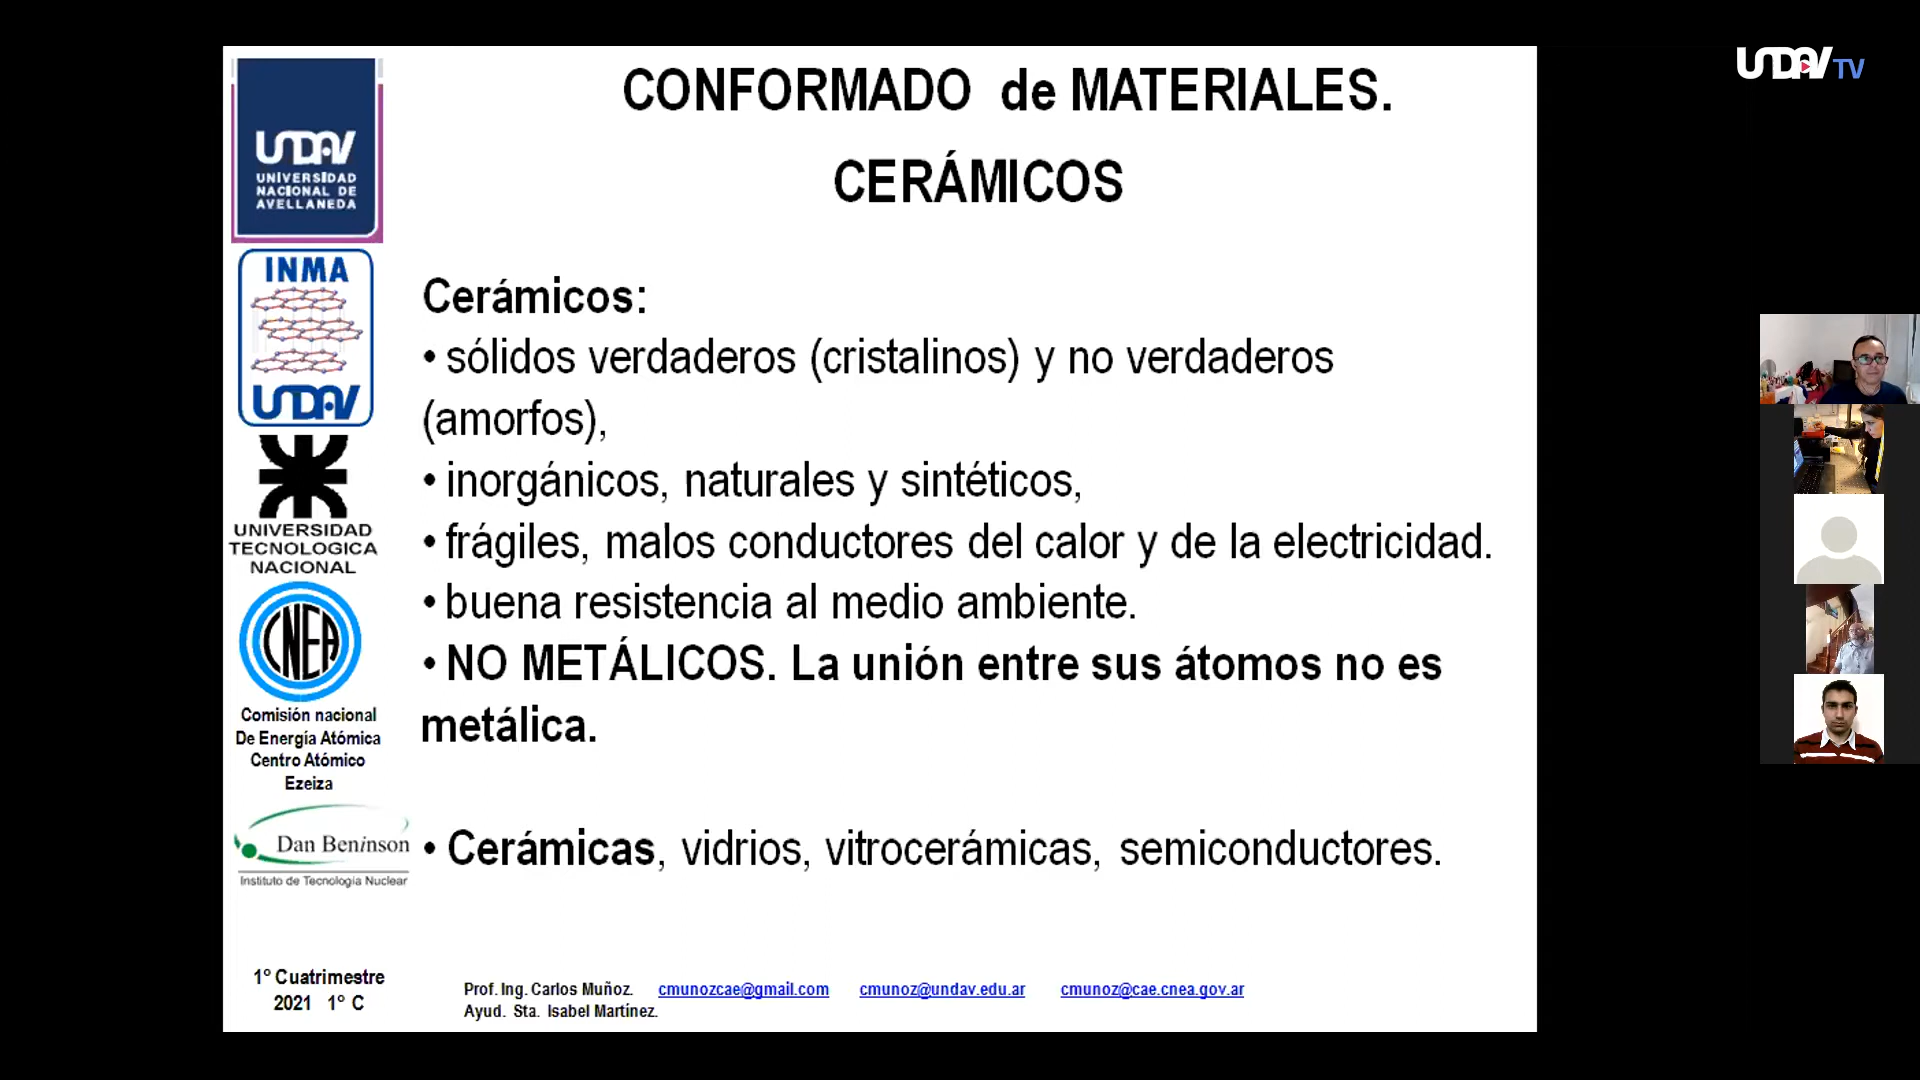 UNDAV TV
CONFORMADO de MATERIALES.
CERÁMICOS
UNDAV
UNIVERSIDAD
NACIONAL DE
AVELLANEDA
INMA
UNDAV
UNIVERSIDAD
TECNOLOGICA
NACIONAL
CNEA
Comisión nacional
De Energía Atómica
Centro Atómico
Ezeiza
Dan Beninson
Instituto de Tecnología Nuclear
Cerámicos:
• sólidos verdaderos (cristalinos) y no verdaderos
(amorfos),
• inorgánicos, naturales y sintéticos,
• frágiles, malos conductores del calor y de la electricidad.
• buena resistencia al medio ambiente.
• NO METÁLICOS. La unión entre sus átomos no es
metálica.
• Cerámicas, vidrios, vitrocerámicas, semiconductores.
1º Cuatrimestre
2021 1º C
Prof. Ing. Carlos Muñoz. cmunozcae@gmail.com cmunoz@undav.edu.ar cmunoz@cae.cnea.gov.ar
Ayud. Sta. Isabel Martínez.